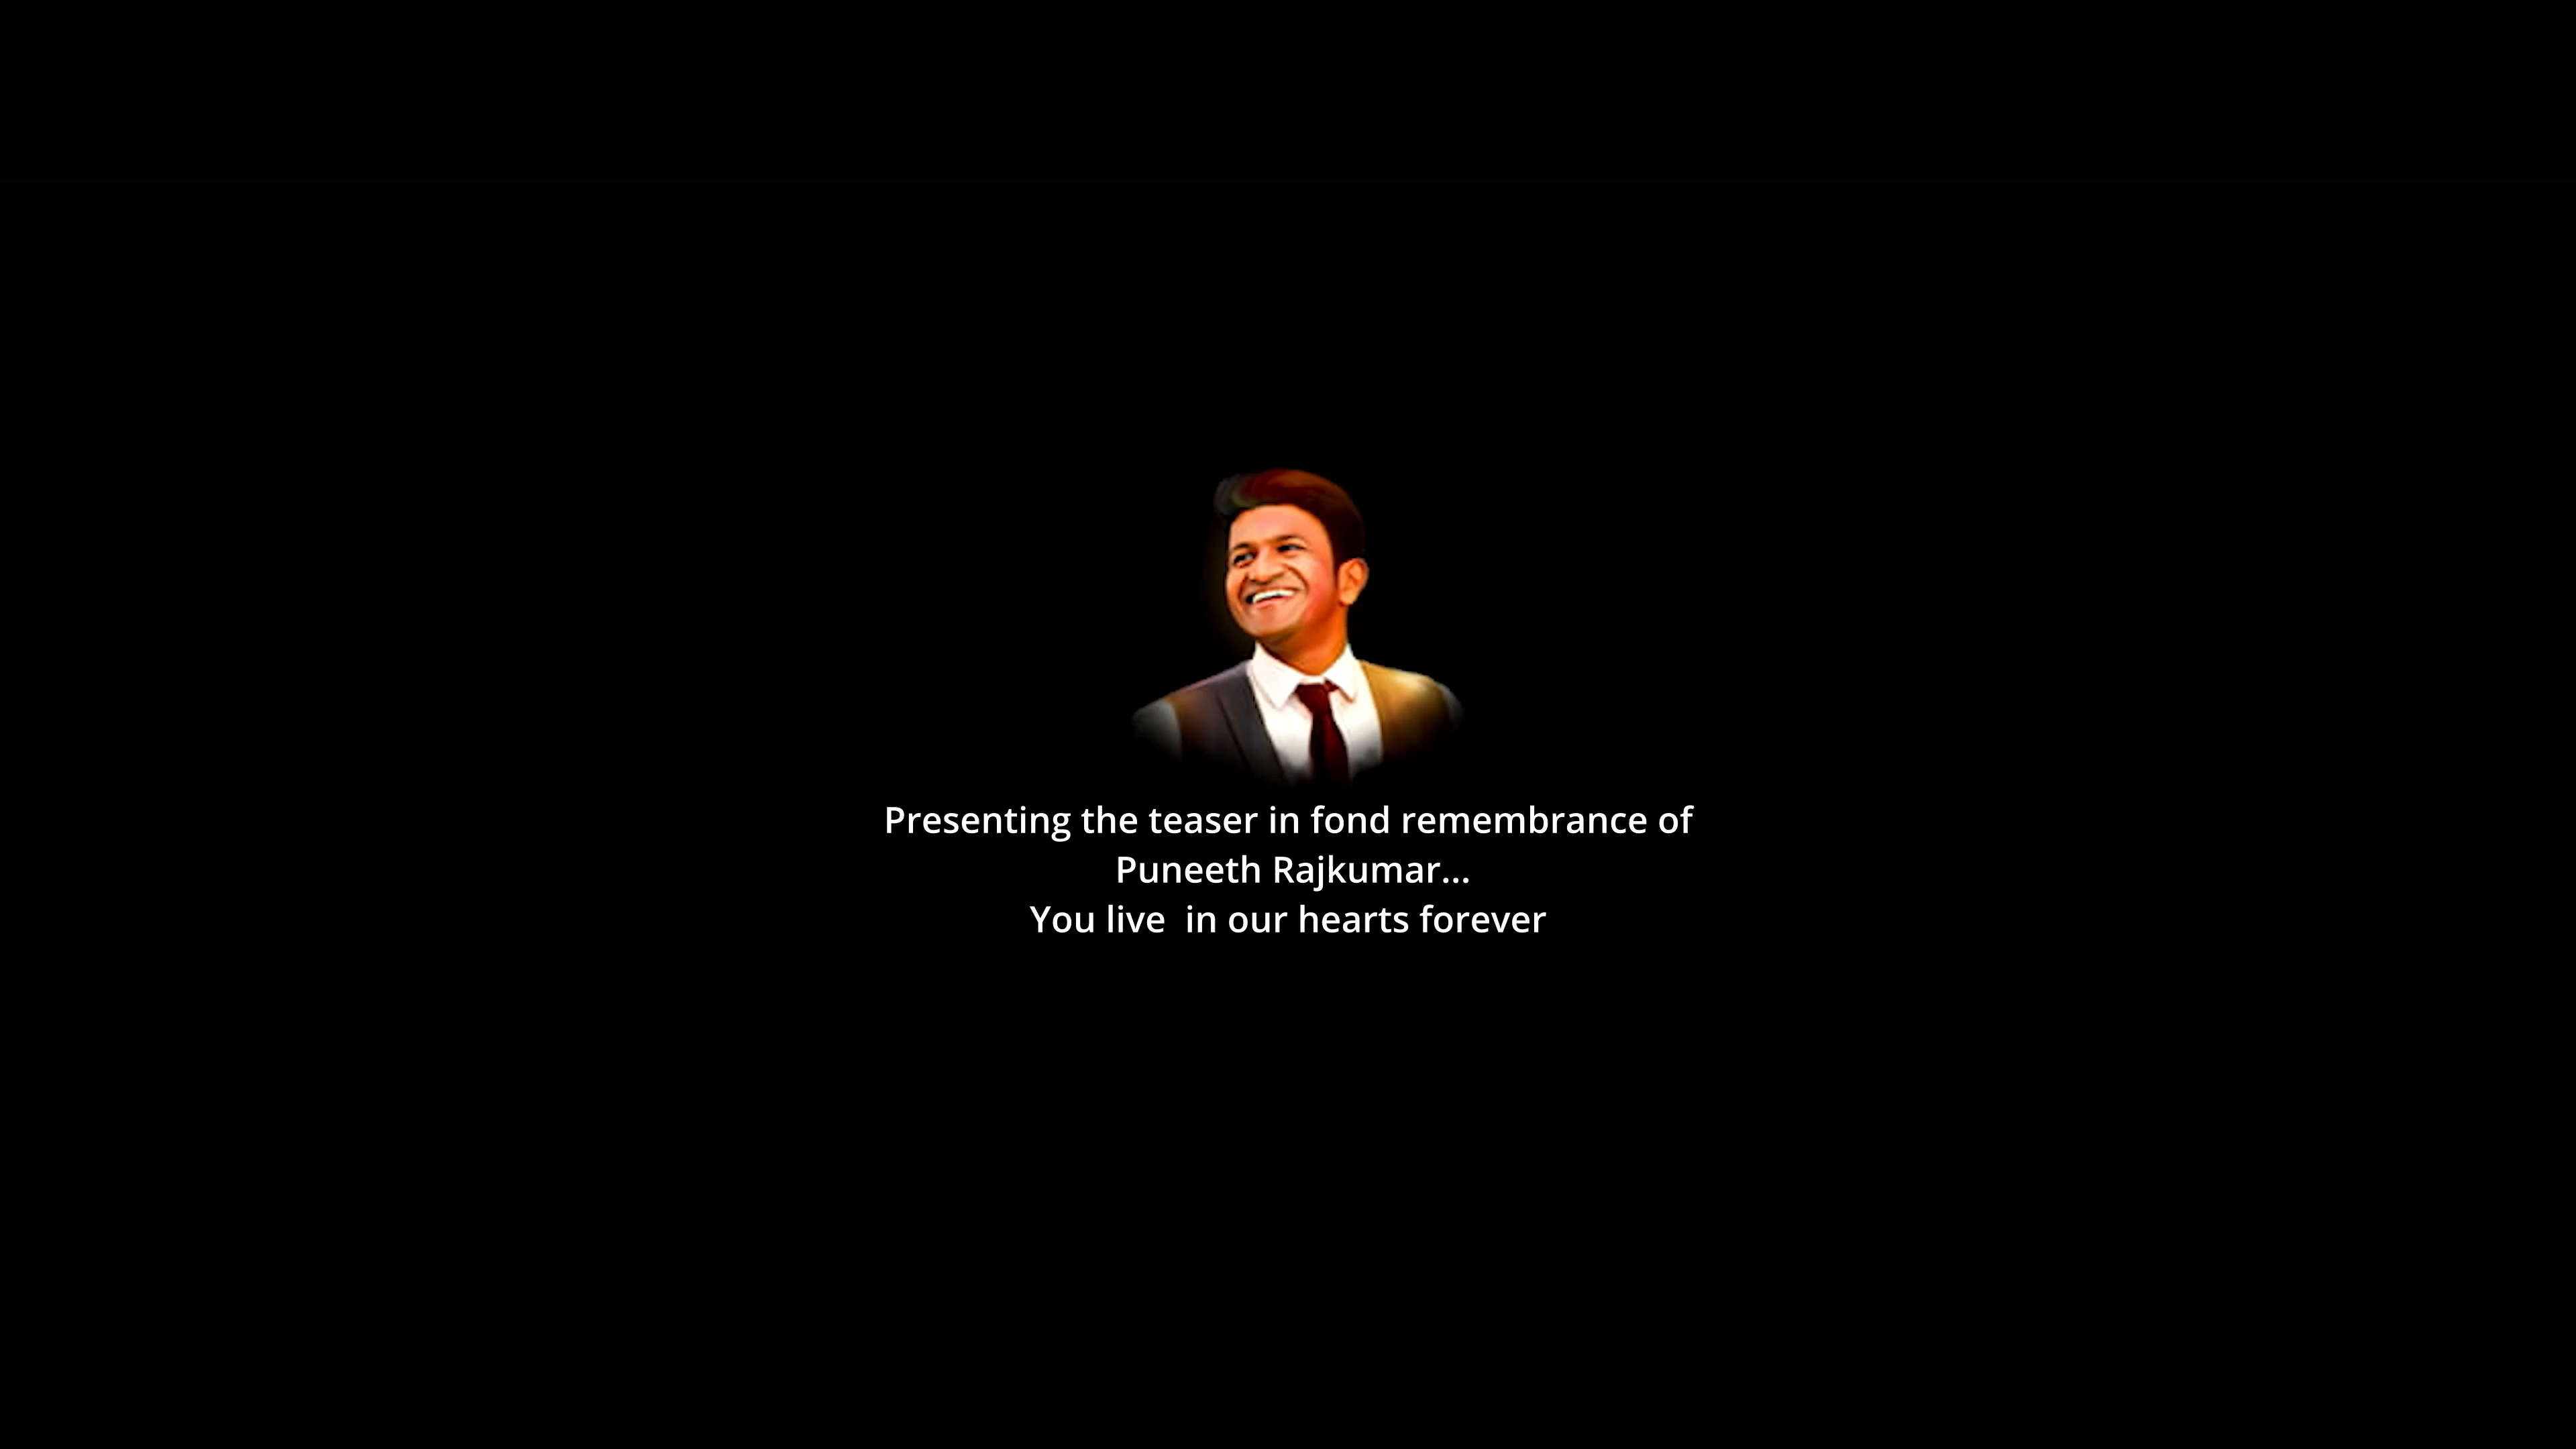 Presenting the teaser in fond remembrance of
Puneeth Rajkumar...
You live  in our hearts forever